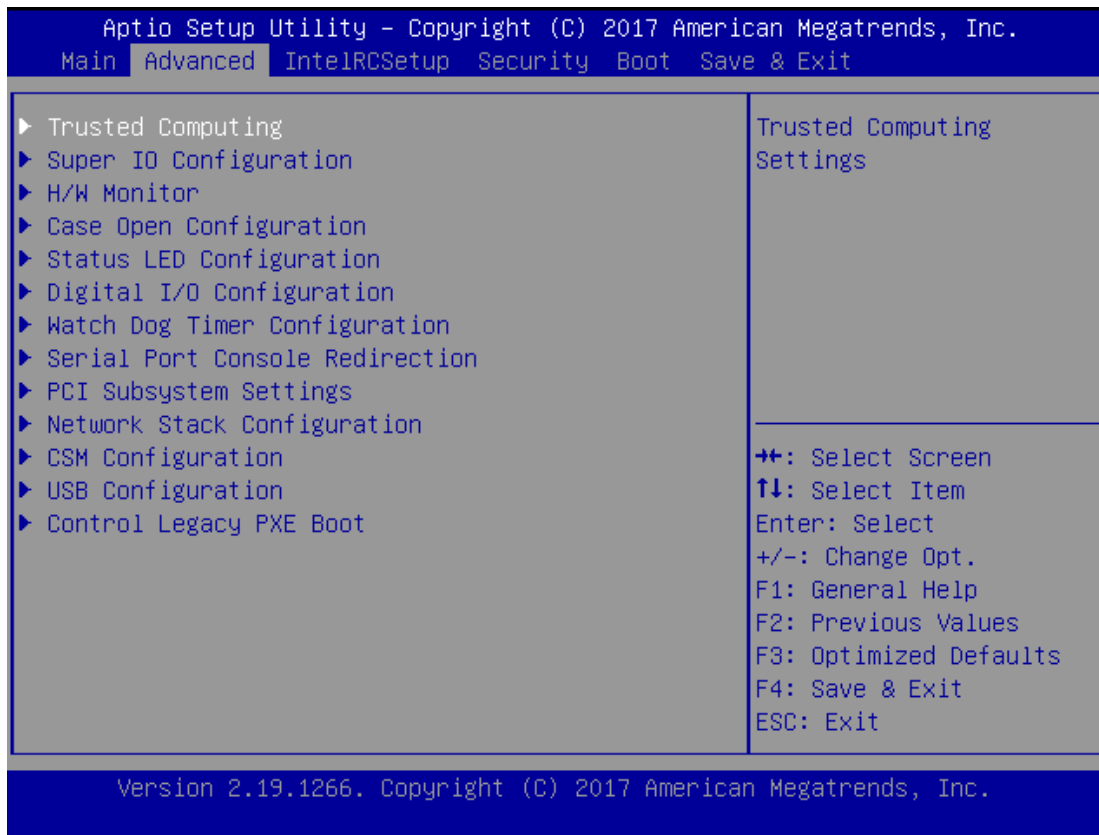 Aptio Setup Utility – Copyright (C) 2017 American Megatrends, Inc.
Main Advanced IntelRCSetup Security Boot Save & Exit
▶ Trusted Computing
▶ Super IO Configuration
▶ H/W Monitor
▶ Case Open Configuration
▶ Status LED Configuration
▶ Digital I/O Configuration
▶ Watch Dog Timer Configuration
▶ Serial Port Console Redirection
▶ PCI Subsystem Settings
▶ Network Stack Configuration
▶ CSM Configuration
▶ USB Configuration
▶ Control Legacy PXE Boot
Trusted Computing
Settings
→←: Select Screen
↑↓: Select Item
Enter: Select
+/-: Change Opt.
F1: General Help
F2: Previous Values
F3: Optimized Defaults
F4: Save & Exit
ESC: Exit
Version 2.19.1266. Copyright (C) 2017 American Megatrends, Inc.